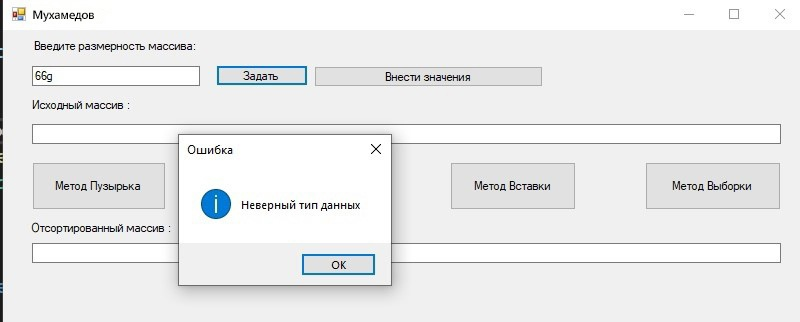 Мухамедов
Введите размерность массива:
66g
Задать
Внести значения
Исходный массив :
Ошибка
Неверный тип данных
OK
Метод Пузырька
Метод Вставки
Метод Выборки
Отсортированный массив :